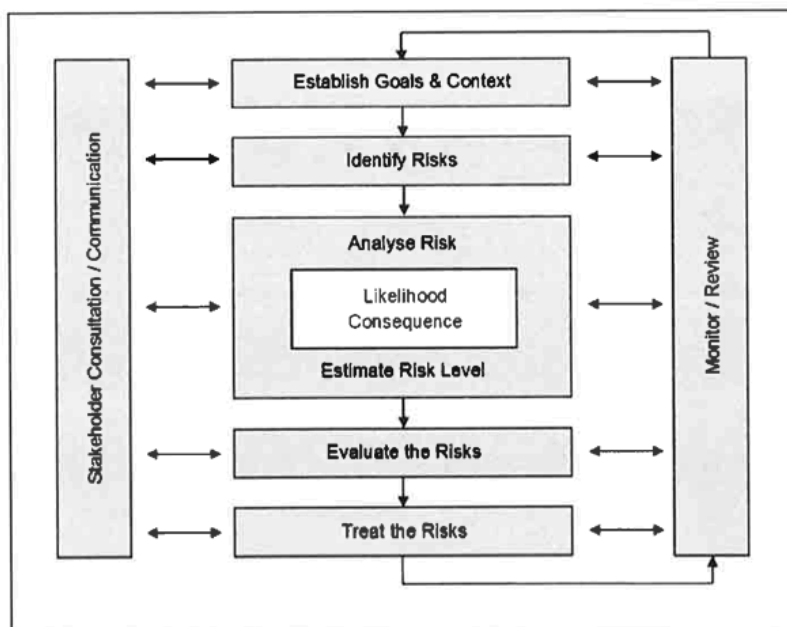 Stakeholder Consultation / Communication
Establish Goals & Context
Identify Risks
Analyse Risk
Likelihood
Consequence
Estimate Risk Level
Evaluate the Risks
Treat the Risks
Monitor / Review